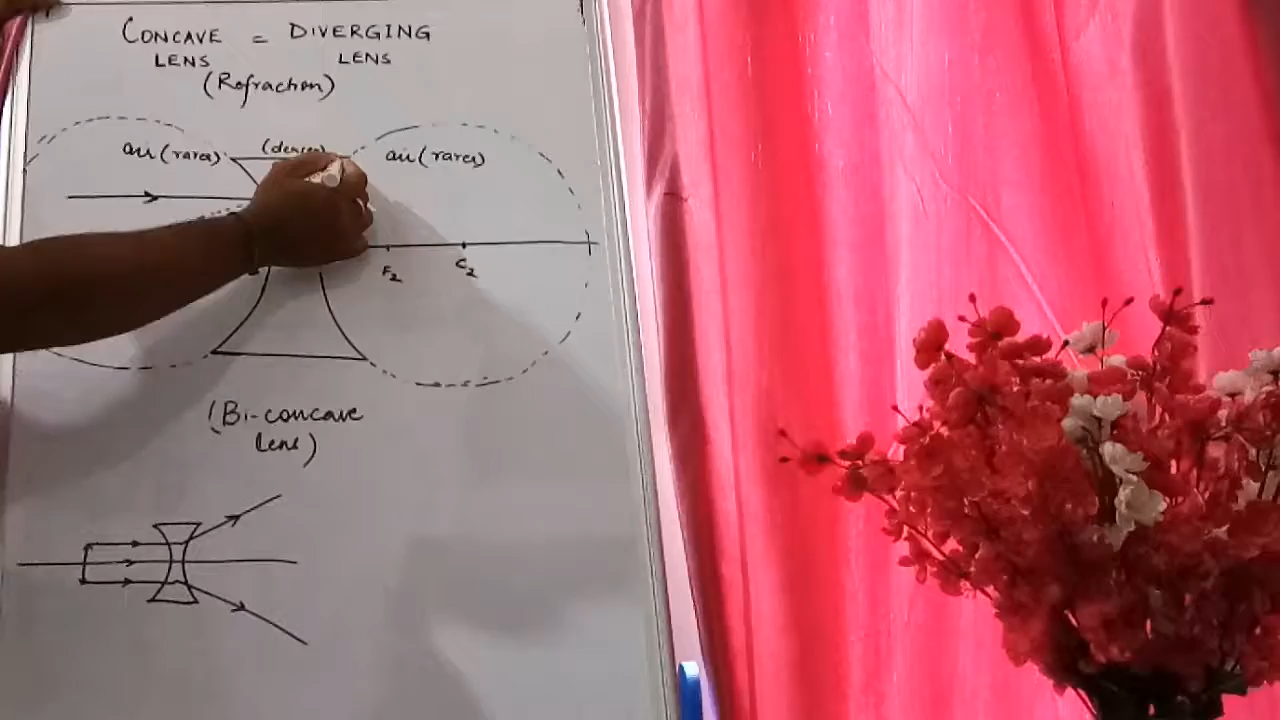 CONCAVE = DIVERGING
LENS LENS
(Refraction)
air (rarer) (denser) air (rarer)
F2 C2
(Bi-concave
lens)